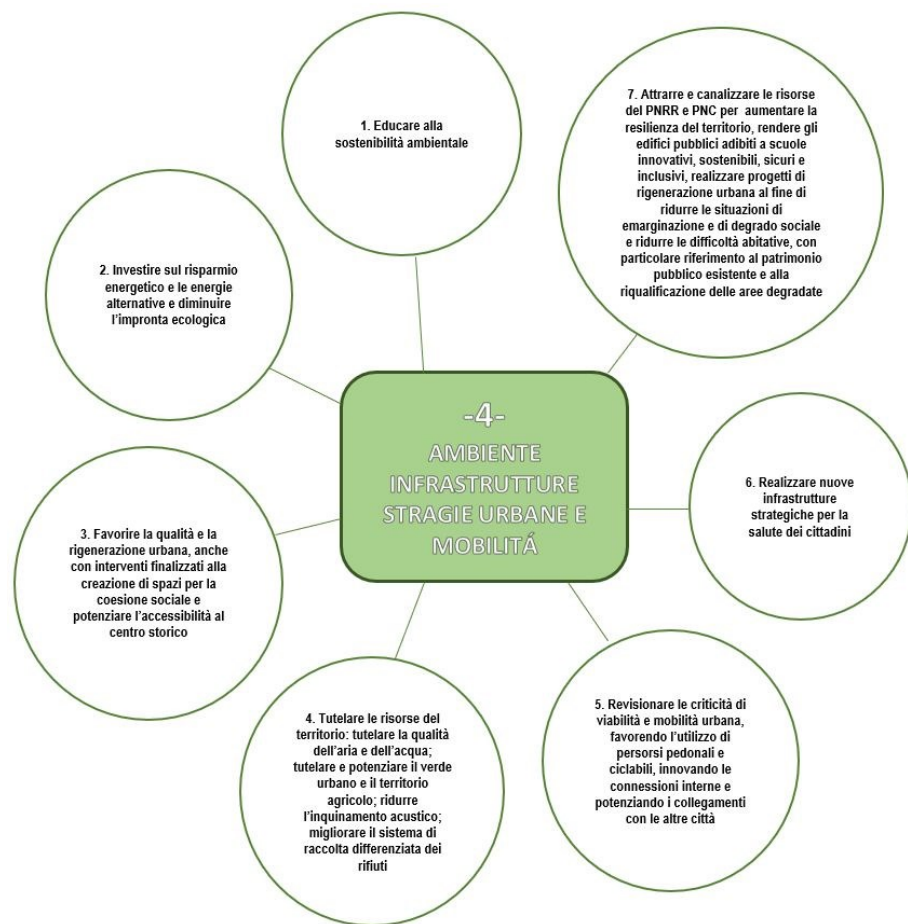 -4-
AMBIENTE
INFRASTRUTTURE
STRAGIE URBANE E
MOBILITÁ
1. Educare alla
sostenibilità ambientale
2. Investire sul risparmio
energetico e le energie
alternative e diminuire
l’impronta ecologica
3. Favorire la qualità e la
rigenerazione urbana, anche
con interventi finalizzati alla
creazione di spazi per la
coesione sociale e
potenziare l’accessibilità al
centro storico
4. Tutelare le risorse del
territorio: tutelare la qualità
dell’aria e dell’acqua;
tutelare e potenziare il verde
urbano e il territorio
agricolo; ridurre
l’inquinamento acustico;
migliorare il sistema di
raccolta differenziata dei
rifiuti
5. Revisionare le criticità di
viabilità e mobilità urbana,
favorendo l’utilizzo di
persorsi pedonali e
ciclabili, innovando le
connessioni interne e
potenziando i collegamenti
con le altre città
6. Realizzare nuove
infrastrutture
strategiche per la
salute dei cittadini
7. Attrarre e canalizzare le risorse
del PNRR e PNC per aumentare la
resilienza del territorio, rendere gli
edifici pubblici adibiti a scuole
innovativi, sostenibili, sicuri e
inclusivi, realizzare progetti di
rigenerazione urbana al fine di
ridurre le situazioni di
emarginazione e di degrado sociale
e ridurre le difficoltà abitative, con
particolare riferimento al patrimonio
pubblico esistente e alla
riqualificazione delle aree degradate